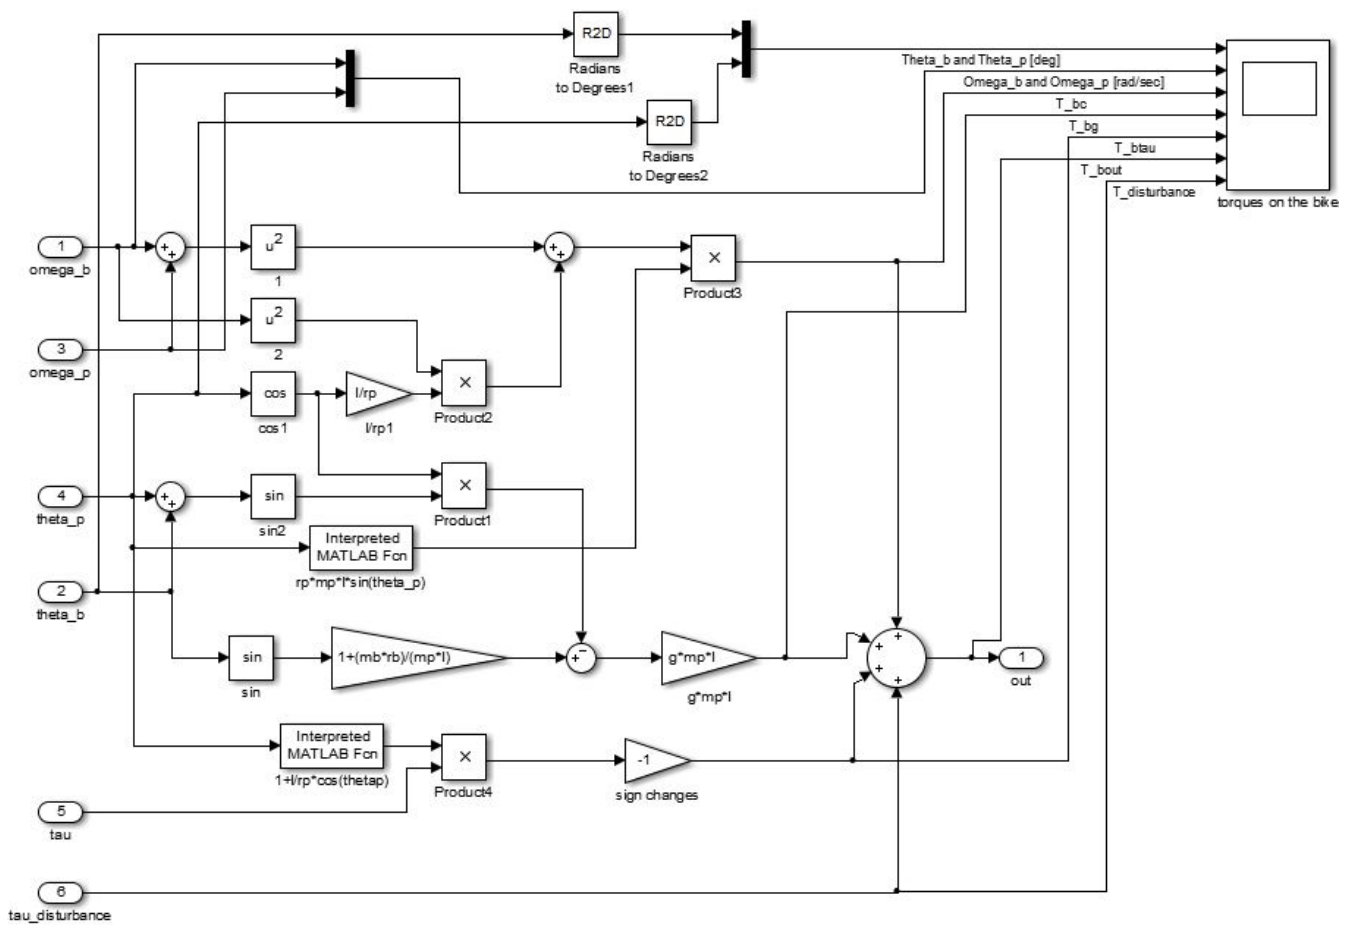 R2D
Radians
to Degrees1
Theta_b and Theta_p [deg]
Omega_b and Omega_p [rad/sec]
R2D
T_bc
T_bg
Radians
to Degrees2
T_btau
T_bout
T_disturbance
torques on the bike
1
omega_b
+
+
u²
1
+
+
×
Product3
u²
2
3
omega_p
cos
cos1
l/rp
l/rp1
×
Product2
4
theta_p
+
+
sin
sin2
×
Product1
Interpreted
MATLAB Fcn
rp*mp*l*sin(theta_p)
2
theta_b
sin
sin
1+(mb*rb)/(mp*l)
+
−
g*mp*l
g*mp*l
+
+
+
+
1
out
Interpreted
MATLAB Fcn
1+l/rp*cos(thetap)
×
Product4
-1
sign changes
5
tau
6
tau_disturbance